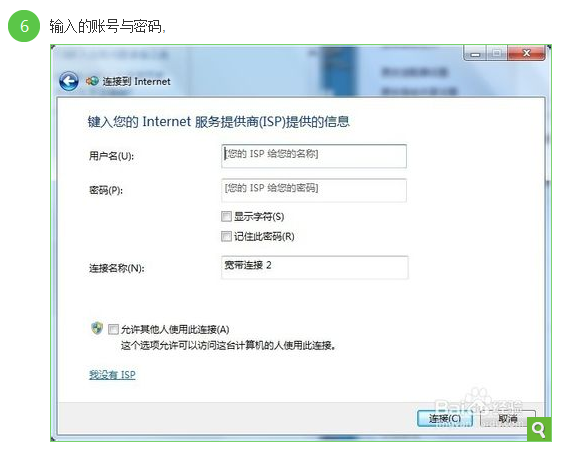 6 输入的账号与密码,
连接到 Internet
键入您的 Internet 服务提供商(ISP)提供的信息
用户名(U):
[您的 ISP 给您的名称]
密码(P):
[您的 ISP 给您的密码]
显示字符(S)
记住此密码(R)
连接名称(N):
宽带连接 2
允许其他人使用此连接(A)
这个选项允许可以访问这台计算机的人使用此连接。
我没有 ISP
连接(C)
取消